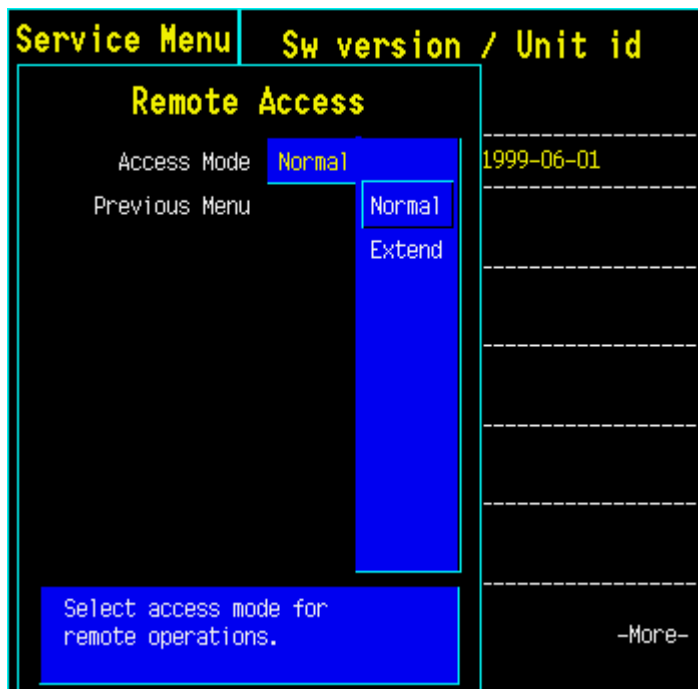 Service Menu
Sw version / Unit id
Remote Access
Access Mode Normal
1999-06-01
Previous Menu
Normal
Extend
Select access mode for
remote operations.
-More-